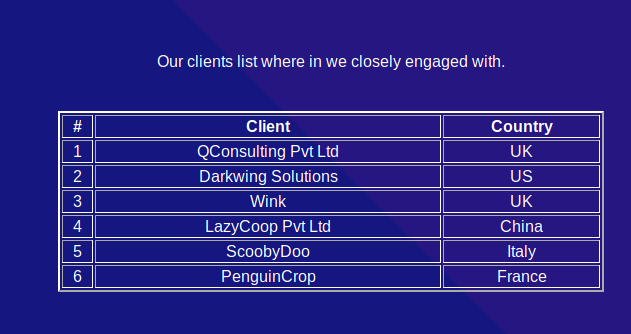 Our clients list where in we closely engaged with.
# Client Country
1 QConsulting Pvt Ltd UK
2 Darkwing Solutions US
3 Wink UK
4 LazyCoop Pvt Ltd China
5 ScoobyDoo Italy
6 PenguinCrop France